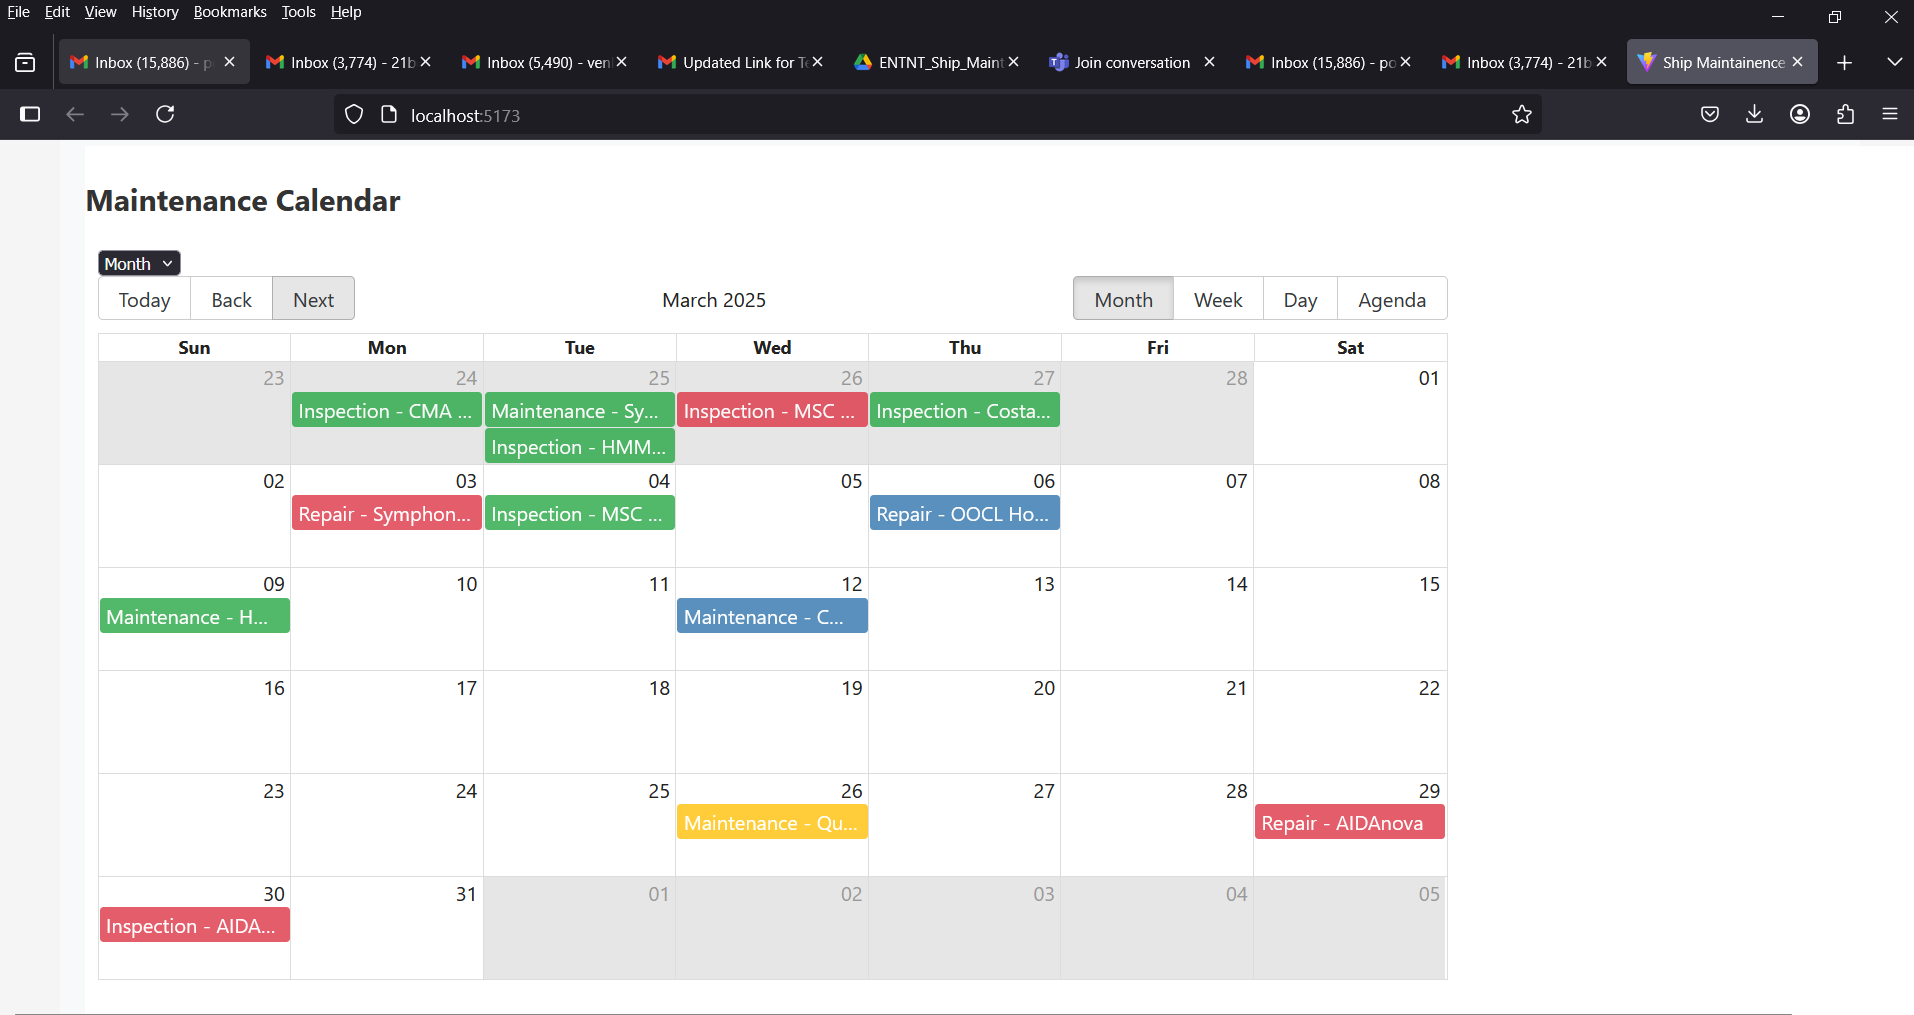 File Edit View History Bookmarks Tools Help
Inbox (15,886) - p Inbox (3,774) - 21b Inbox (5,490) - ven Updated Link for Te ENTNT_Ship_Maint Join conversation Inbox (15,886) - po Inbox (3,774) - 21b Ship Maintainence
localhost:5173
Maintenance Calendar
Month
Today Back Next March 2025 Month Week Day Agenda
Sun Mon Tue Wed Thu Fri Sat
23 24 25 26 27 28 01
Inspection - CMA ... Maintenance - Sy... Inspection - MSC ... Inspection - Costa...
Inspection - HMM...
02 03 04 05 06 07 08
Repair - Symphon... Inspection - MSC ... Repair - OOCL Ho...
09 10 11 12 13 14 15
Maintenance - H... Maintenance - C...
16 17 18 19 20 21 22
23 24 25 26 27 28 29
Maintenance - Qu... Repair - AIDAnova
30 31 01 02 03 04 05
Inspection - AIDA...